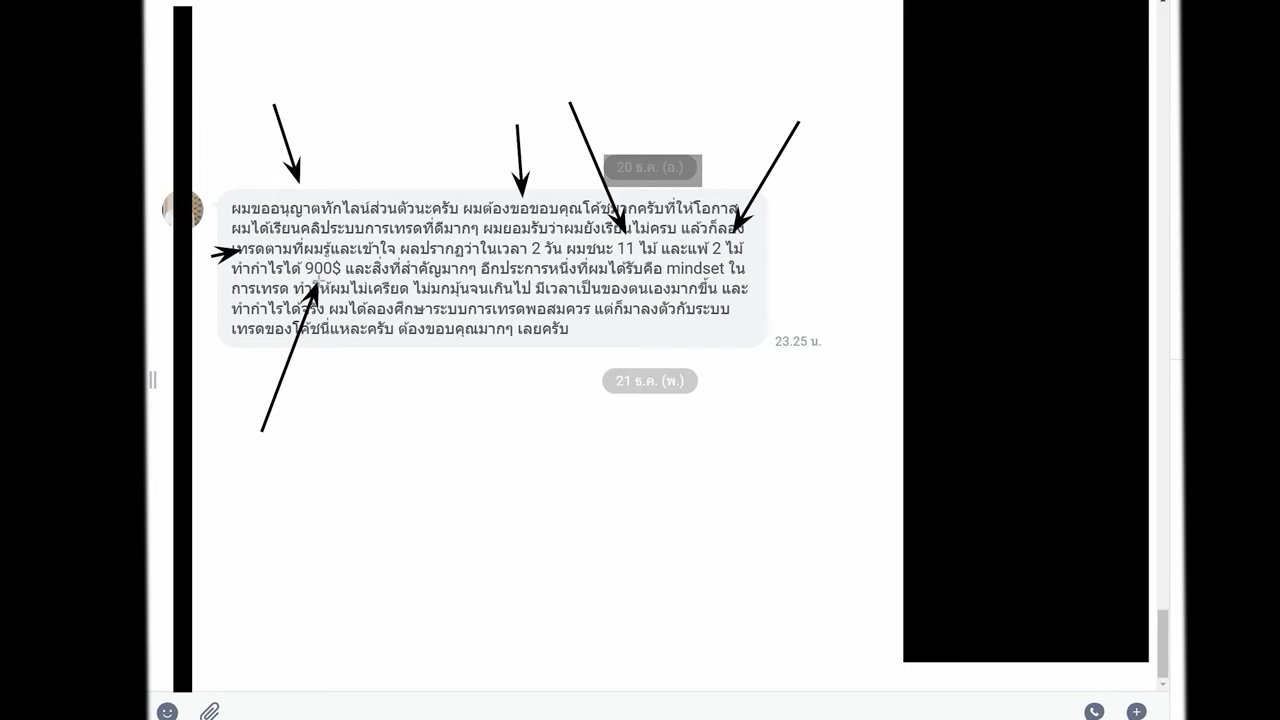 20 ธ.ค. (อ.)
ผมขออนุญาตทักไลน์ส่วนตัวนะครับ ผมต้องขอขอบคุณโค้ชมากครับที่ให้โอกาส
ผมได้เรียนคลิประบบการเทรดที่ดีมากๆ ผมยอมรับว่าผมยังเรียนไม่ครบ แล้วก็ลอง
เทรดตามที่ผมรู้และเข้าใจ ผลปรากฏว่าในเวลา 2 วัน ผมชนะ 11 ไม้ และแพ้ 2 ไม้
ทำกำไรได้ 900$ และสิ่งที่สำคัญมากๆ อีกประการหนึ่งที่ผมได้รับคือ mindset ใน
การเทรด ทำให้ผมไม่เครียด ไม่มกมุ้นจนเกินไป มีเวลาเป็นของตนเองมากขึ้น และ
ทำกำไรได้จริง ผมได้ลองศึกษาระบบการเทรดพอสมควร แต่ก็มาลงตัวกับระบบ
เทรดของโค้ชนี่แหละครับ ต้องขอบคุณมากๆ เลยครับ
23.25 น.
21 ธ.ค. (พ.)